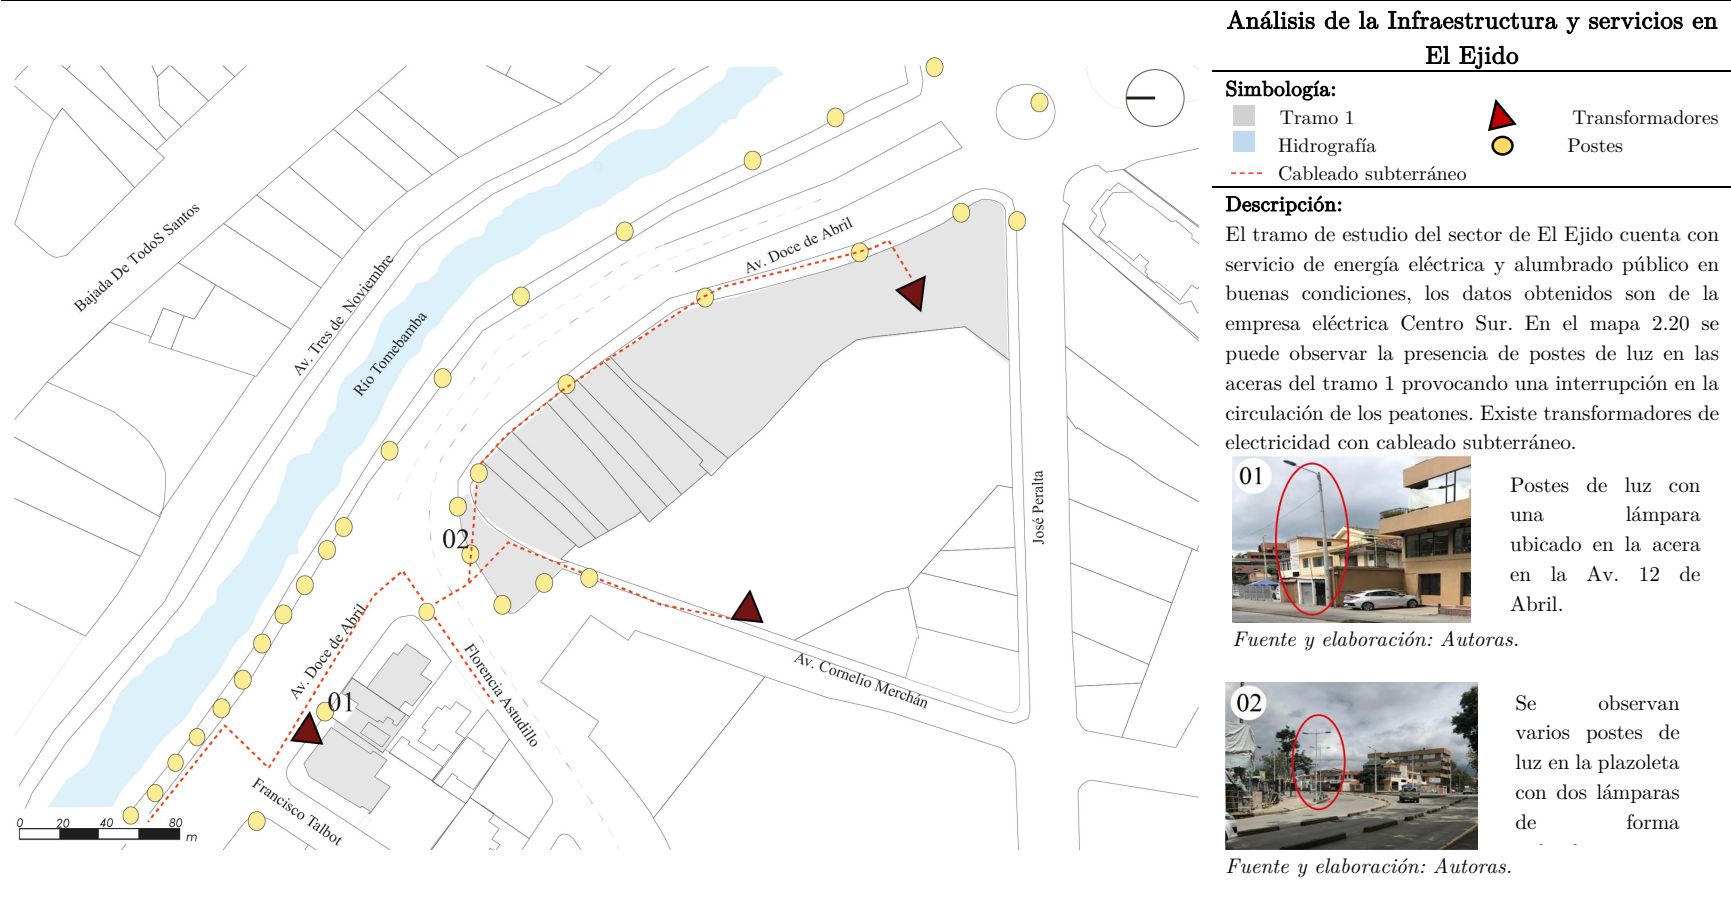 Análisis de la Infraestructura y servicios en
El Ejido
Simbología:
Tramo 1
Transformadores
Hidrografía
Postes
Cableado subterráneo
Descripción:
El tramo de estudio del sector de El Ejido cuenta con
servicio de energía eléctrica y alumbrado público en
buenas condiciones, los datos obtenidos son de la
empresa eléctrica Centro Sur. En el mapa 2.20 se
puede observar la presencia de postes de luz en las
aceras del tramo 1 provocando una interrupción en la
circulación de los peatones. Existe transformadores de
electricidad con cableado subterráneo.
01
Postes de luz con
una lámpara
ubicado en la acera
en la Av. 12 de
Abril.
Fuente y elaboración: Autoras.
02
Se observan
varios postes de
luz en la plazoleta
con dos lámparas
de forma
Fuente y elaboración: Autoras.
Bajada De TodoS Santos
Av. Tres de Noviembre
Río Tomebamba
Av. Doce de Abril
José Peralta
02
Av. Doce de Abril
01
Florencia Astudillo
Av. Cornelio Merchán
Francisco Talbot
0 20 40 80
m